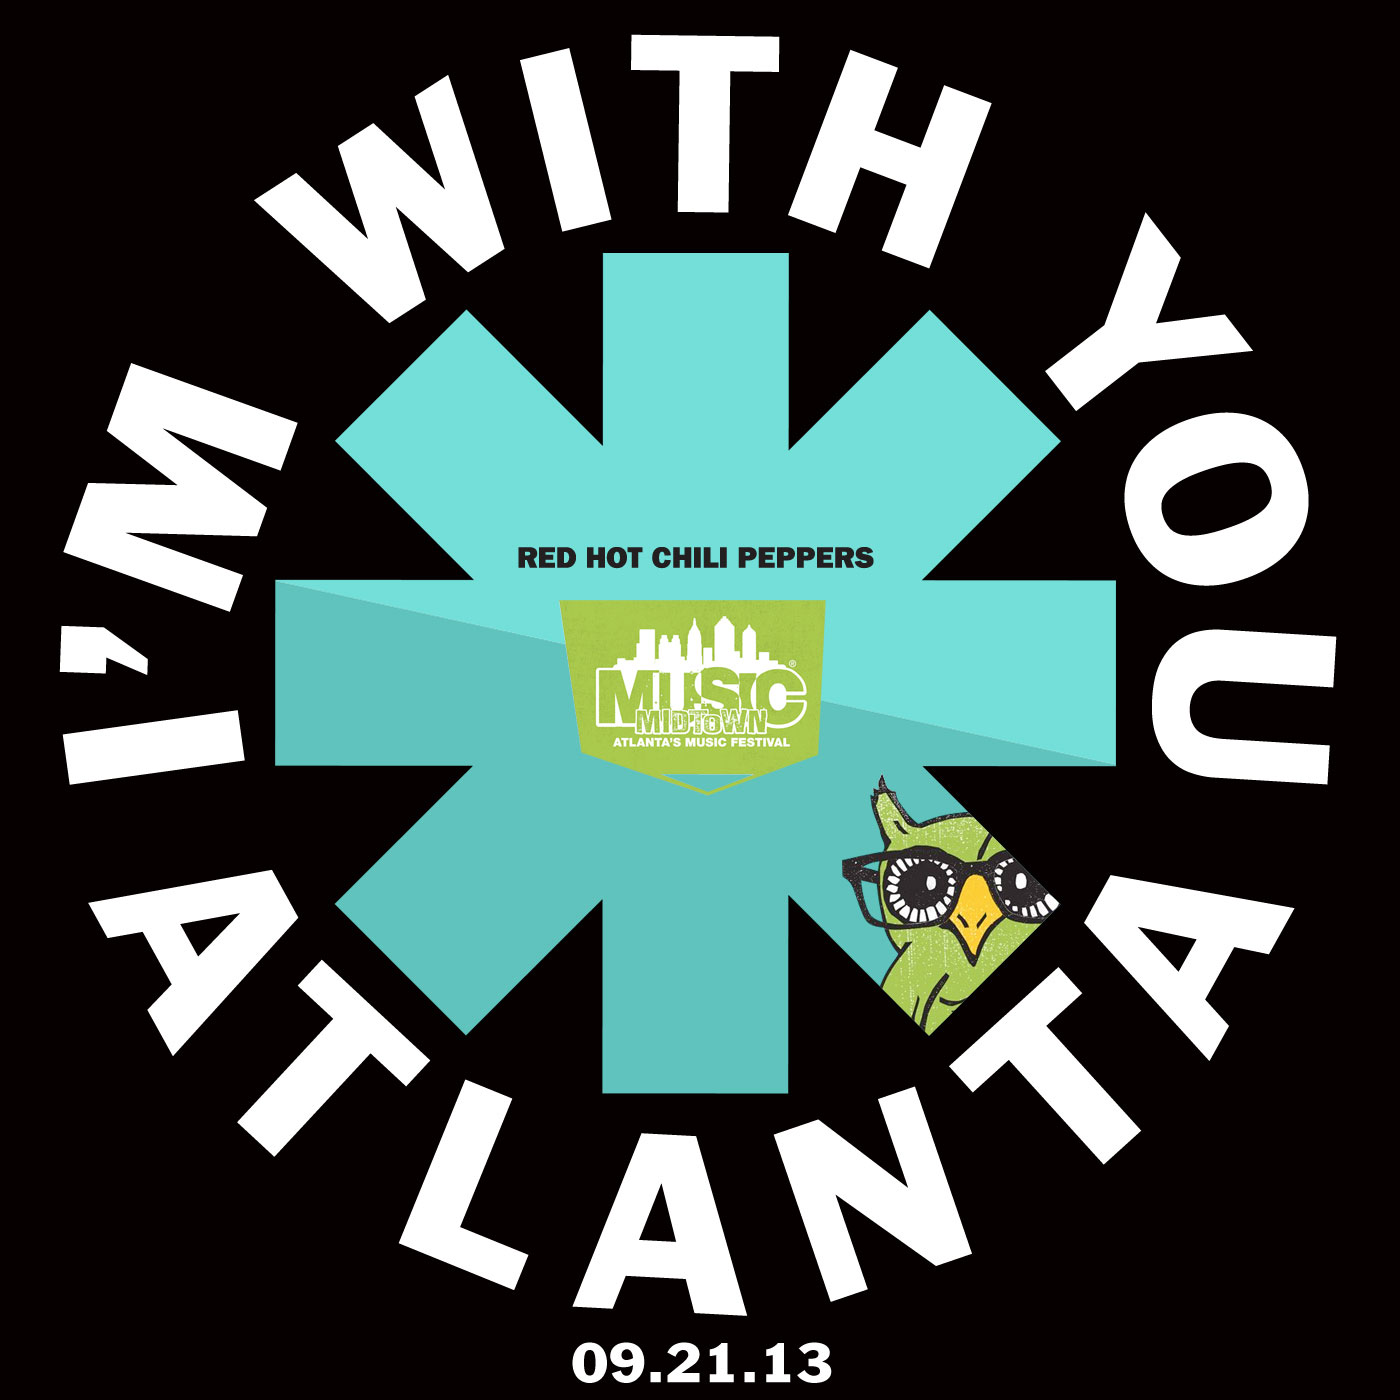 I'M WITH YOU
RED HOT CHILI PEPPERS
MUSIC®
MIDTOWN
ATLANTA'S MUSIC FESTIVAL
ATLANTA
09.21.13